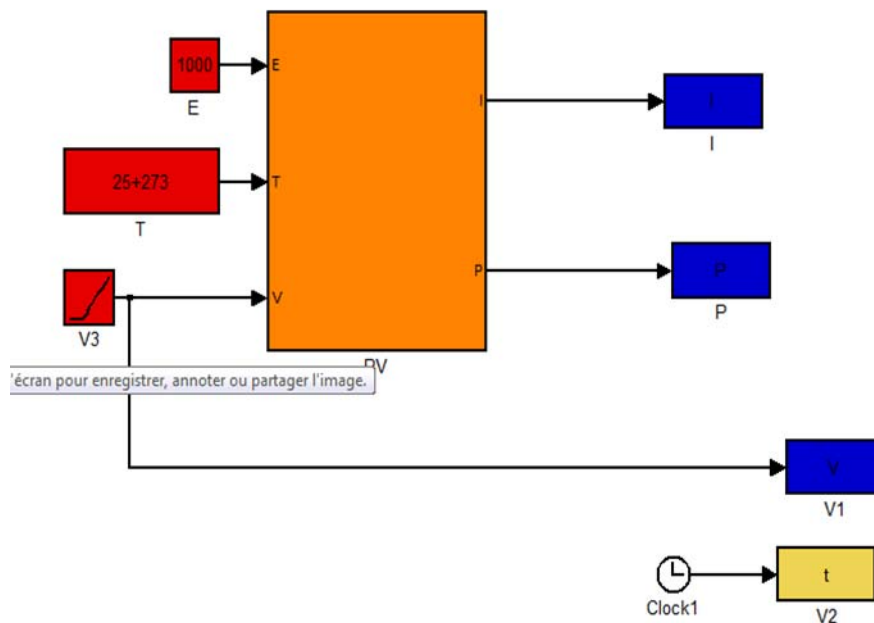 1000
E
E
I
I
I
25+273
T
T
P
P
P
V
V3
PV
'écran pour enregistrer, annoter ou partager l'image.
V
V1
t
Clock1
V2